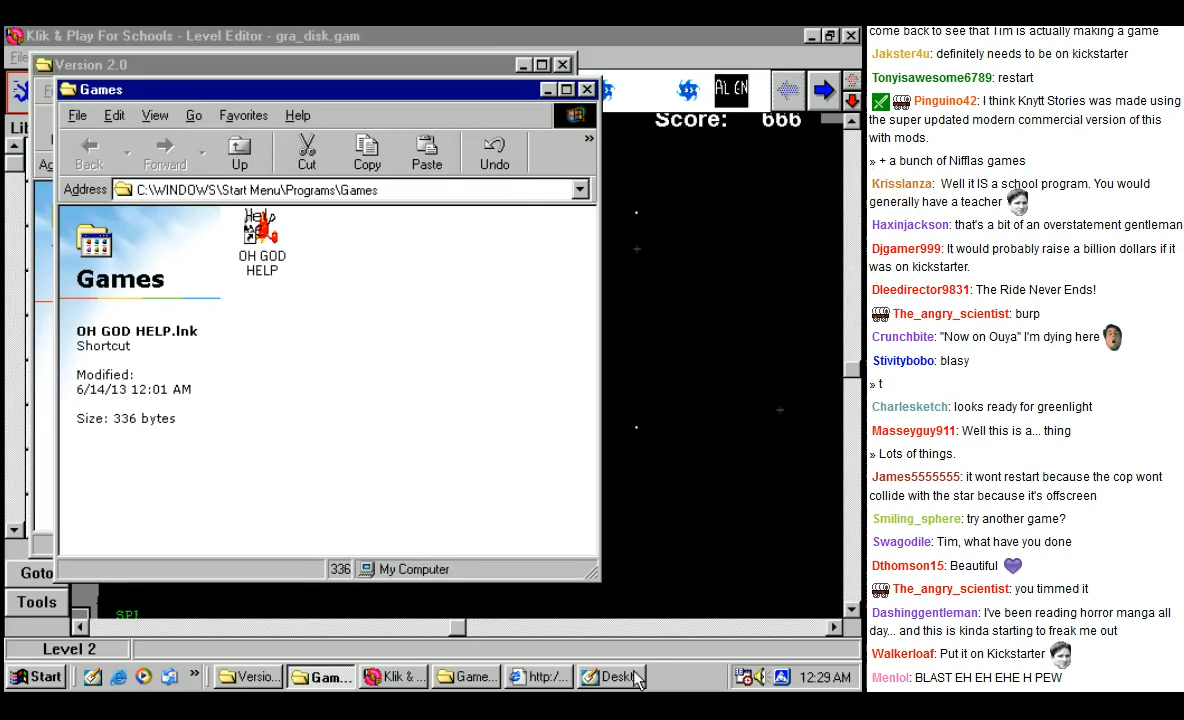 Klik & Play For Schools - Level Editor - gra_disk.gam
Version 2.0
Games
File Edit View Go Favorites Help
Back Forward Up Cut Copy Paste Undo »
Address C:\WINDOWS\Start Menu\Programs\Games
Games
OH GOD HELP.lnk
Shortcut
Modified:
6/14/13 12:01 AM
Size: 336 bytes
Help
ME
OH GOD
HELP
336 My Computer
AL EN
Score: 666
Goto
Tools
Level 2
Start » Versio... Gam... Klik & ... Game... http:/... 12:29 AM
come back to see that Tim is actually making a game
Jakster4u: definitely needs to be on kickstarter
Tonyisawesome6789: restart
Pinguino42: I think Knytt Stories was made using
the super updated modern commercial version of this
with mods.
» + a bunch of Nifflas games
Krisslanza: Well it IS a school program. You would
generally have a teacher
Haxinjackson: that's a bit of an overstatement gentleman
Djgamer999: It would probably raise a billion dollars if it
was on kickstarter.
Dleedirector9831: The Ride Never Ends!
The_angry_scientist: burp
Crunchbite: "Now on Ouya" I'm dying here
Stivitybobo: blasy
» t
Charlesketch: looks ready for greenlight
Masseyguy911: Well this is a... thing
» Lots of things.
James5555555: it wont restart because the cop wont
collide with the star because it's offscreen
Smiling_sphere: try another game?
Swagodile: Tim, what have you done
Dthomson15: Beautiful
The_angry_scientist: you timmed it
Dashinggentleman: I've been reading horror manga all
day... and this is kinda starting to freak me out
Walkerloaf: Put it on Kickstarter
Menlol: BLAST EH EH EHE H PEW